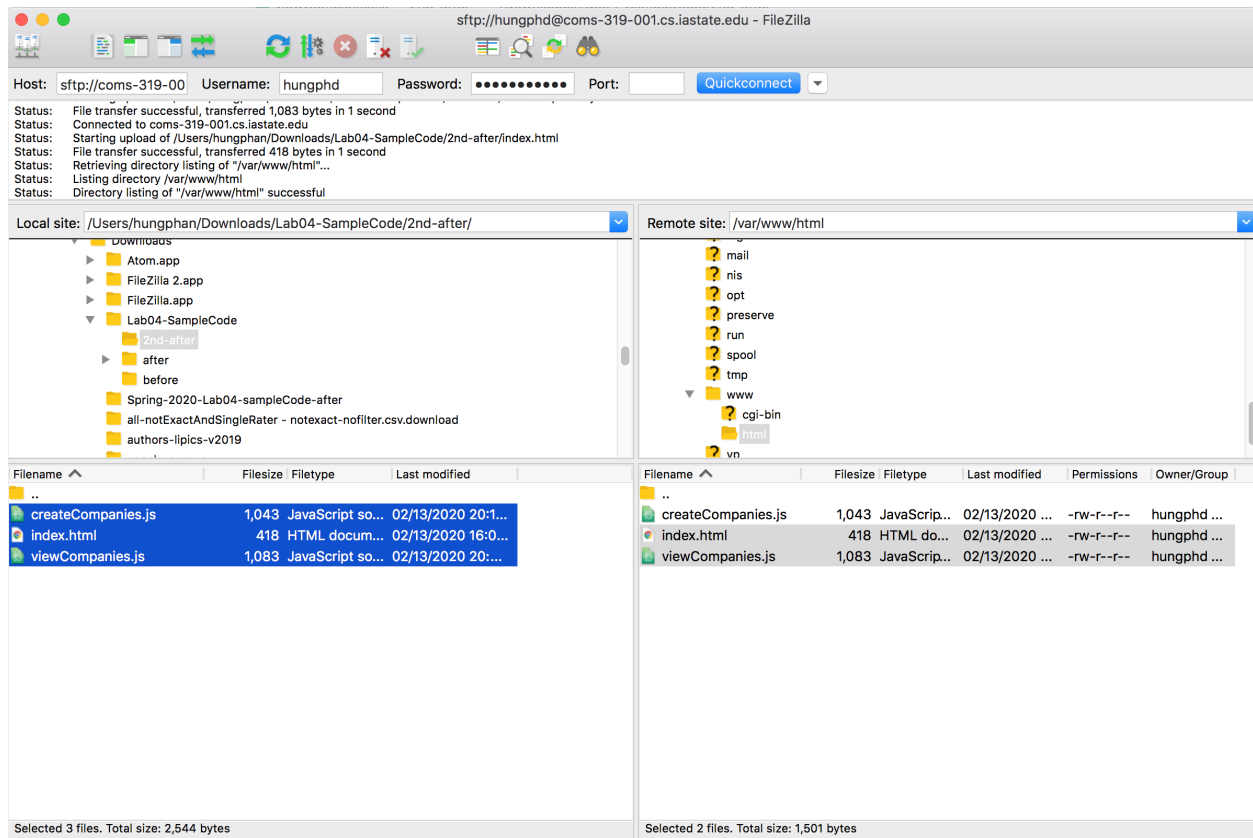 sftp://hungphd@coms-319-001.cs.iastate.edu - FileZilla
Host: sftp://coms-319-00 Username: hungphd Password: ●●●●●●●●●●● Port: Quickconnect
Status: File transfer successful, transferred 1,083 bytes in 1 second
Status: Connected to coms-319-001.cs.iastate.edu
Status: Starting upload of /Users/hungphan/Downloads/Lab04-SampleCode/2nd-after/index.html
Status: File transfer successful, transferred 418 bytes in 1 second
Status: Retrieving directory listing of "/var/www/html"...
Status: Listing directory /var/www/html
Status: Directory listing of "/var/www/html" successful
Local site: /Users/hungphan/Downloads/Lab04-SampleCode/2nd-after/
Downloads
Atom.app
FileZilla 2.app
FileZilla.app
Lab04-SampleCode
2nd-after
after
before
Spring-2020-Lab04-sampleCode-after
all-notExactAndSingleRater - notexact-nofilter.csv.download
authors-lipics-v2019
Remote site: /var/www/html
mail
nis
opt
preserve
run
spool
tmp
www
cgi-bin
html
yp
Filename Filesize Filetype Last modified
..
createCompanies.js 1,043 JavaScript so... 02/13/2020 20:1...
index.html 418 HTML docum... 02/13/2020 16:0...
viewCompanies.js 1,083 JavaScript so... 02/13/2020 20:...
Selected 3 files. Total size: 2,544 bytes
Filename Filesize Filetype Last modified Permissions Owner/Group
..
createCompanies.js 1,043 JavaScrip... 02/13/2020 ... -rw-r--r-- hungphd ...
index.html 418 HTML do... 02/13/2020 ... -rw-r--r-- hungphd ...
viewCompanies.js 1,083 JavaScrip... 02/13/2020 ... -rw-r--r-- hungphd ...
Selected 2 files. Total size: 1,501 bytes